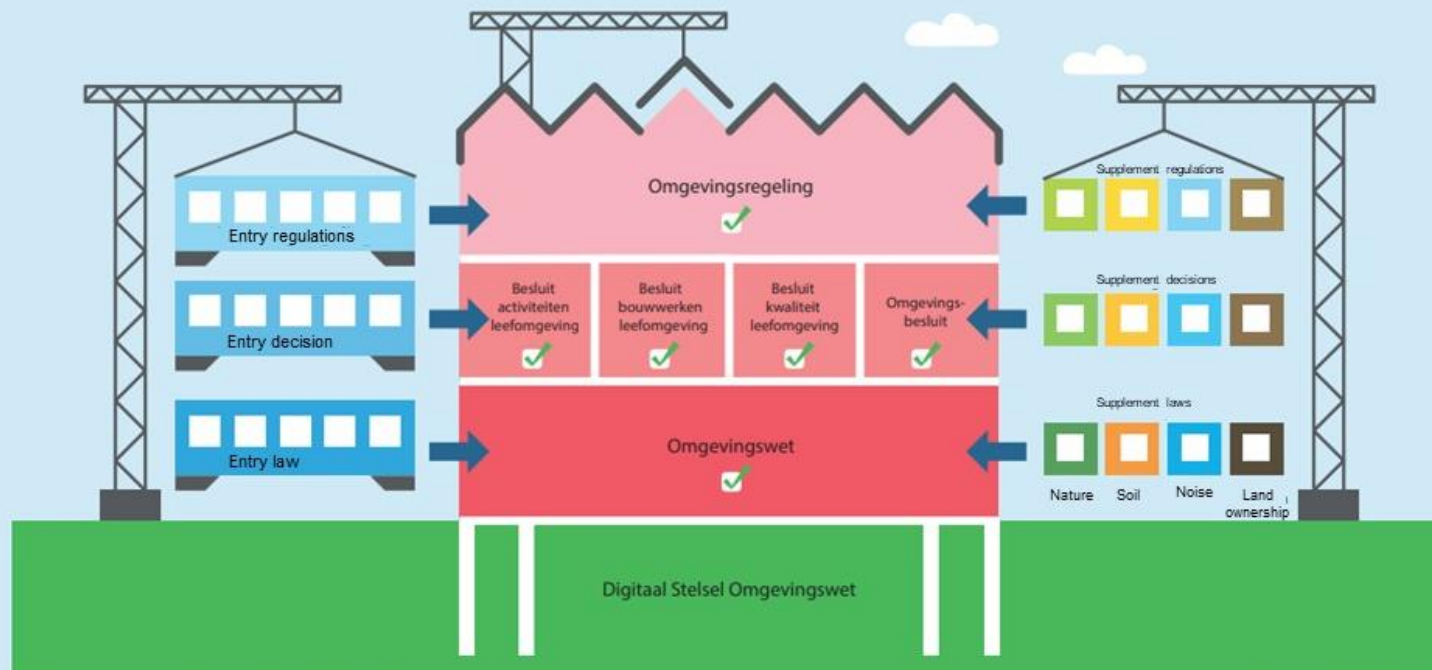 Omgevingsregeling
Entry regulations
Supplement regulations
Besluit
activiteiten
leefomgeving
Besluit
bouwwerken
leefomgeving
Besluit
kwaliteit
leefomgeving
Omgevings-
besluit
Entry decision
Supplement decisions
Omgevingswet
Entry law
Supplement laws
Nature
Soil
Noise
Land
ownership
Digitaal Stelsel Omgevingswet